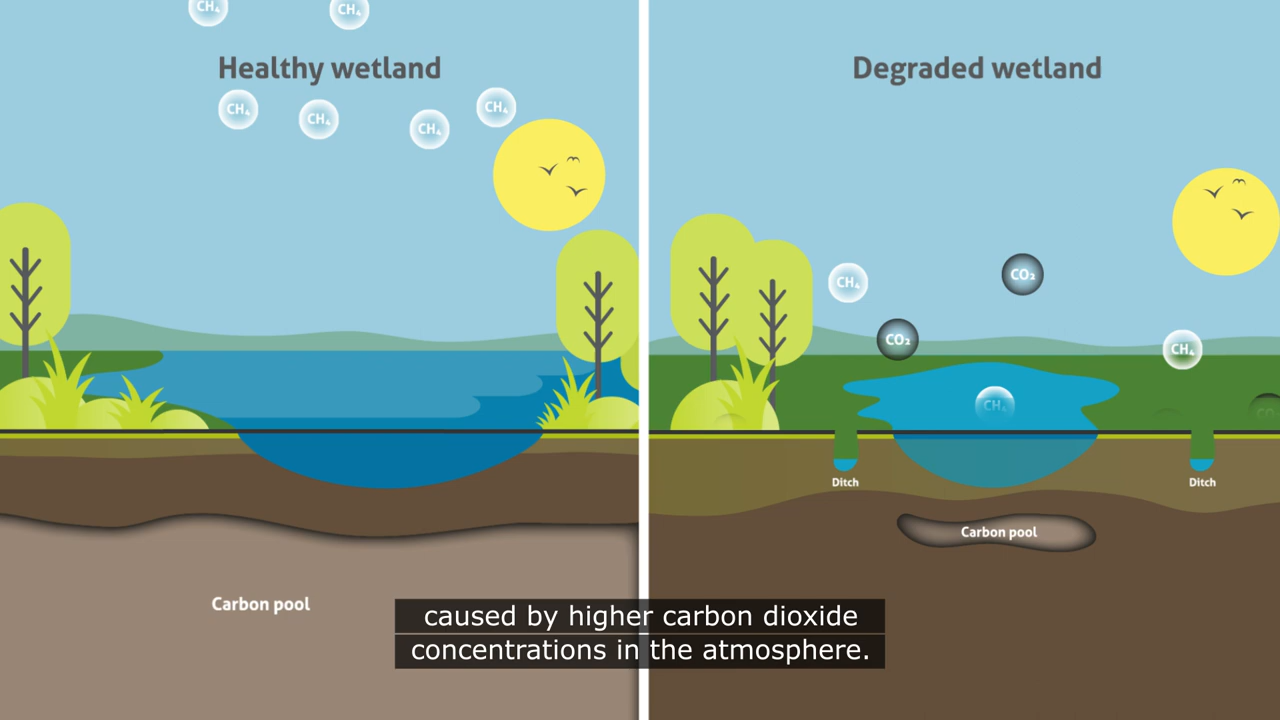 CH₄
CH₄
Healthy wetland
CH₄
CH₄
CH₄
CH₄
Carbon pool
Degraded wetland
CH₄
CO₂
CO₂
CH₄
CH₄
CO₂
Ditch
Ditch
Carbon pool
caused by higher carbon dioxide
concentrations in the atmosphere.